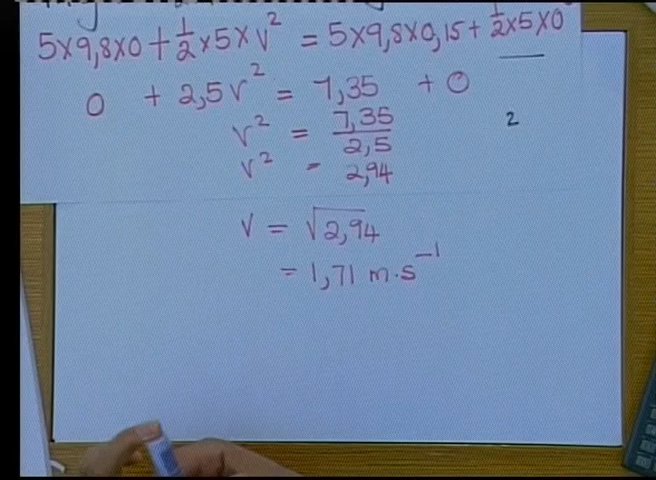 5×9,8×0 + 1/2×5×v² = 5×9,8×0,15 + 1/2×5×0
0 + 2,5v² = 7,35 + 0
v² = 7,35/2,5
2
v² = 2,94
v = √2,94
= 1,71 m.s⁻¹